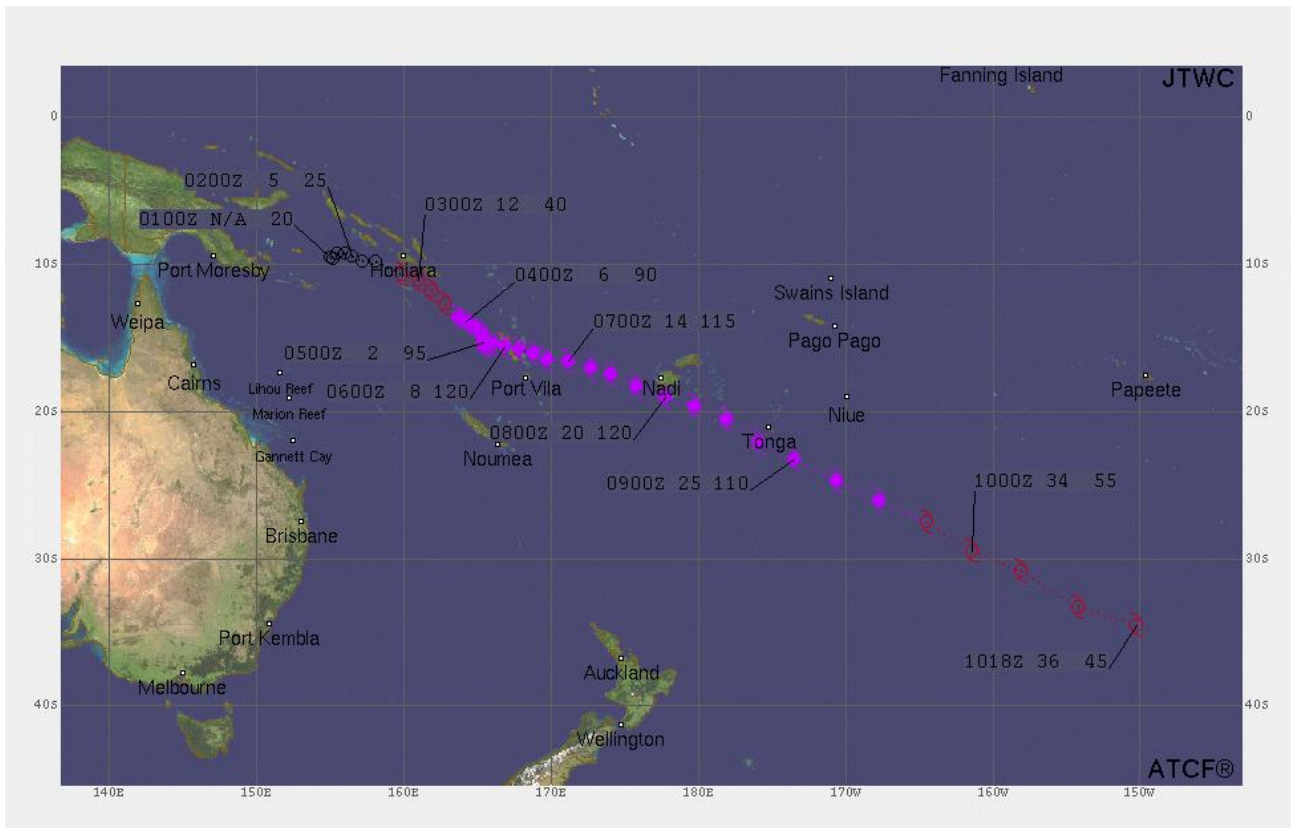 Fanning Island
JTWC
0
0
0200Z 5 25
0300Z 12 40
0100Z N/A 20
10S
Port Moresby
Honiara
10S
0400Z 6 90
Swains Island
Weipa
0700Z 14 115
Pago Pago
0500Z 2 95
Cairns
Lihou Reef
0600Z 8 120
Port Vila
Nadi
Papeete
20S
Marion Reef
Niue
20S
0800Z 20 120
Tonga
Gannett Cay
Noumea
0900Z 25 110
1000Z 34 55
Brisbane
30S
30S
Port Kembla
1018Z 36 45
Auckland
Melbourne
40S
40S
Wellington
ATCF®
140E
150E
160E
170E
180E
170W
160W
150W